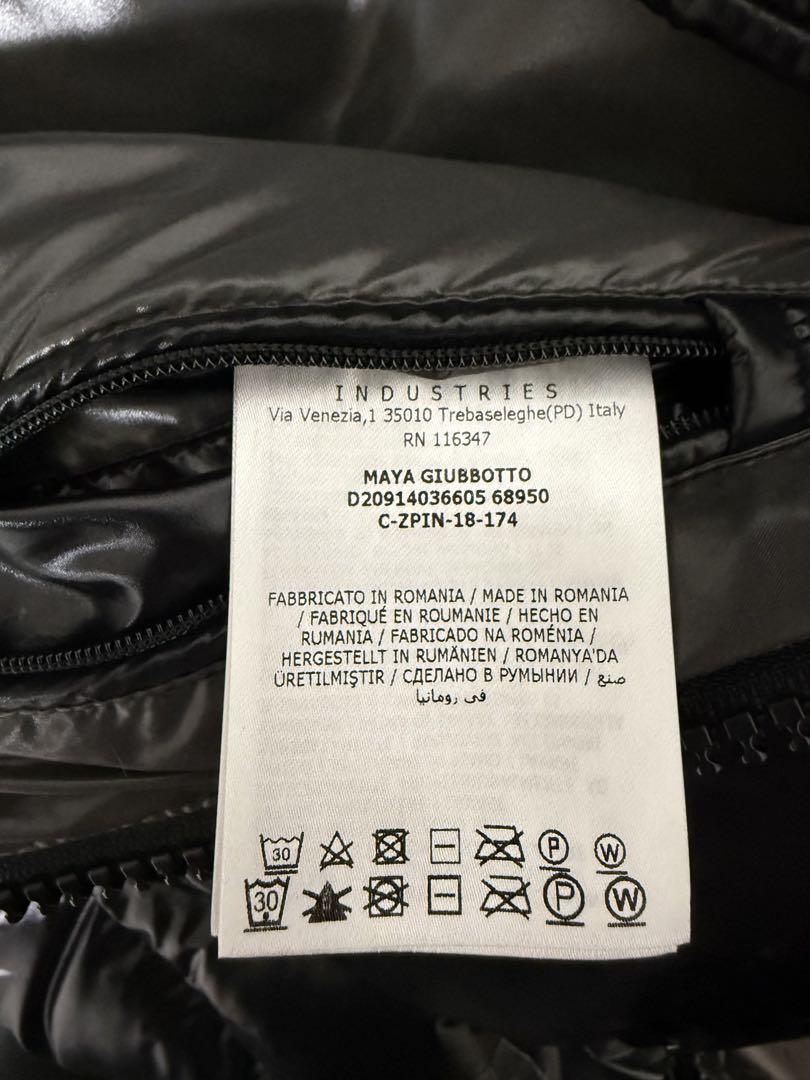 INDUSTRIES
Via Venezia,1 35010 Trebaseleghe(PD) Italy
RN 116347
MAYA GIUBBOTTO
D20914036605 68950
C-ZPIN-18-174
FABBRICATO IN ROMANIA / MADE IN ROMANIA
/ FABRIQUÉ EN ROUMANIE / HECHO EN
RUMANIA / FABRICADO NA ROMÉNIA /
HERGESTELLT IN RUMÄNIEN / ROMANYA'DA
ÜRETILMIŞTIR / СДЕЛАНО В РУМЫНИИ / صنع
في رومانيا
30 P W
30 P W